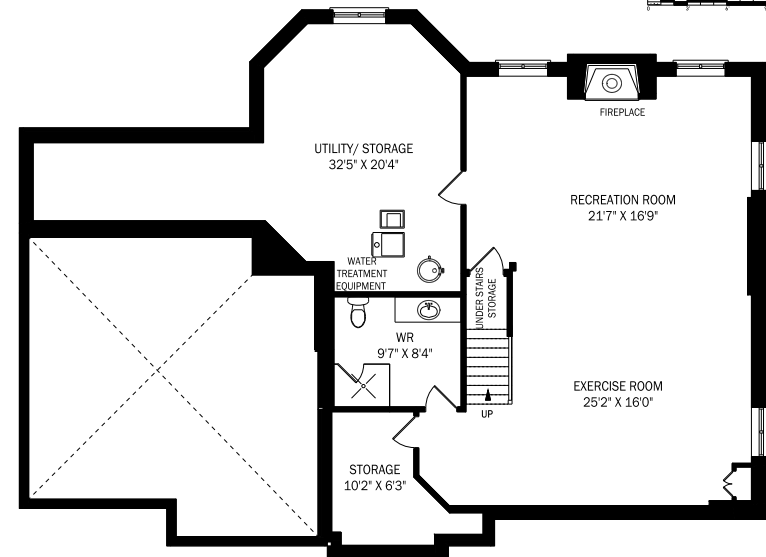 FIREPLACE
UTILITY/ STORAGE
32'5" X 20'4"
RECREATION ROOM
21'7" X 16'9"
WATER
TREATMENT
EQUIPMENT
UNDER STAIRS
STORAGE
WR
9'7" X 8'4"
EXERCISE ROOM
25'2" X 16'0"
UP
STORAGE
10'2" X 6'3"